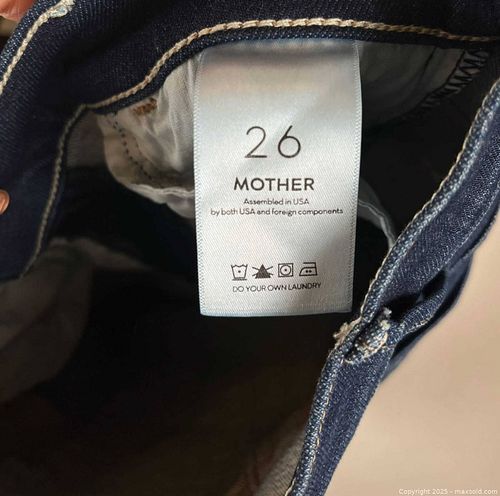 26
MOTHER
Assembled in USA
by both USA and foreign components
DO YOUR OWN LAUNDRY
Copyright 2025 - maxsold.com